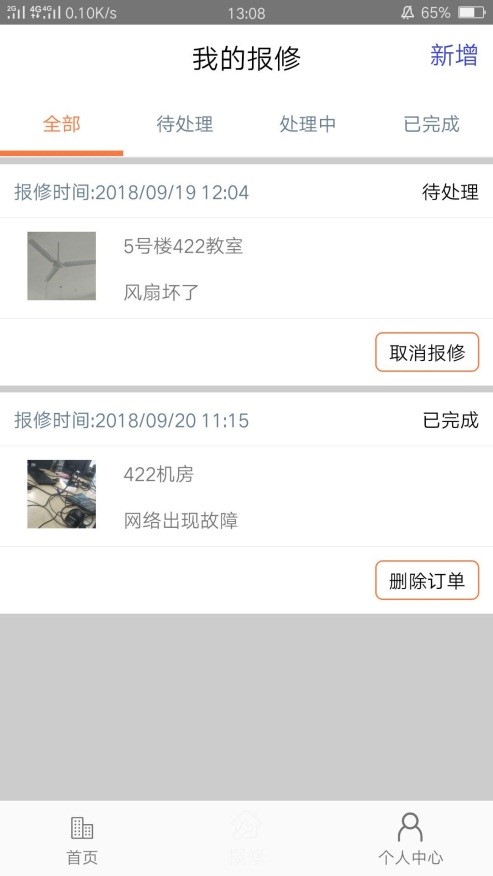 2G 4G 4G 0.10K/s 13:08 65%
我的报修 新增
全部 待处理 处理中 已完成
报修时间:2018/09/19 12:04 待处理
5号楼422教室
风扇坏了
取消报修
报修时间:2018/09/20 11:15 已完成
422机房
网络出现故障
删除订单
首页 个人中心